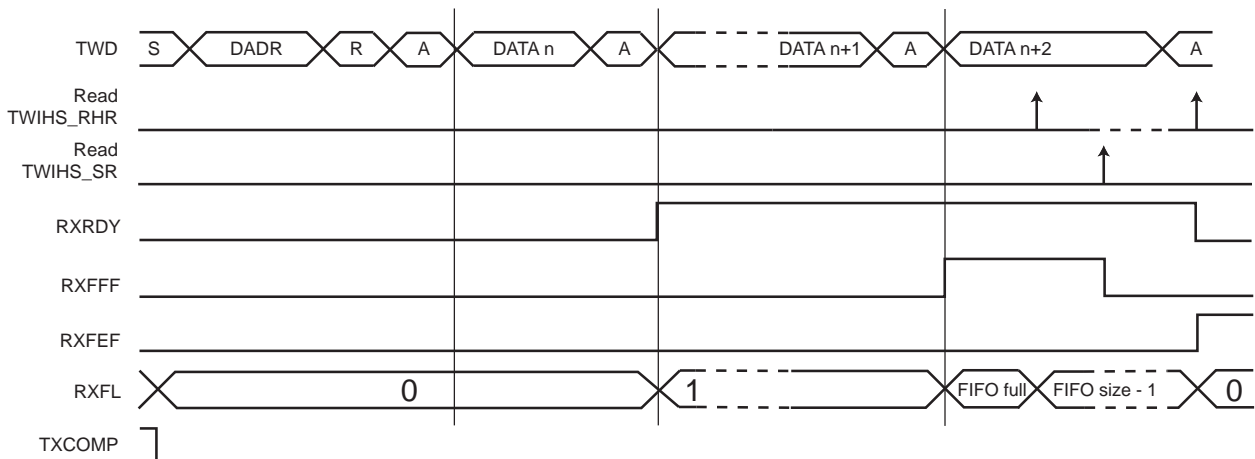 TWD S DADR R A DATA n A DATA n+1 A DATA n+2 A
Read
TWIHS_RHR
Read
TWIHS_SR
RXRDY
RXFFF
RXFEF
RXFL 0 1 FIFO full FIFO size - 1 0
TXCOMP